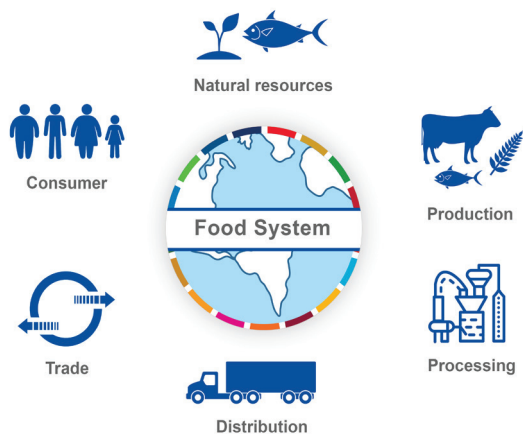 Natural resources
Consumer
Production
Food System
Trade
Processing
Distribution